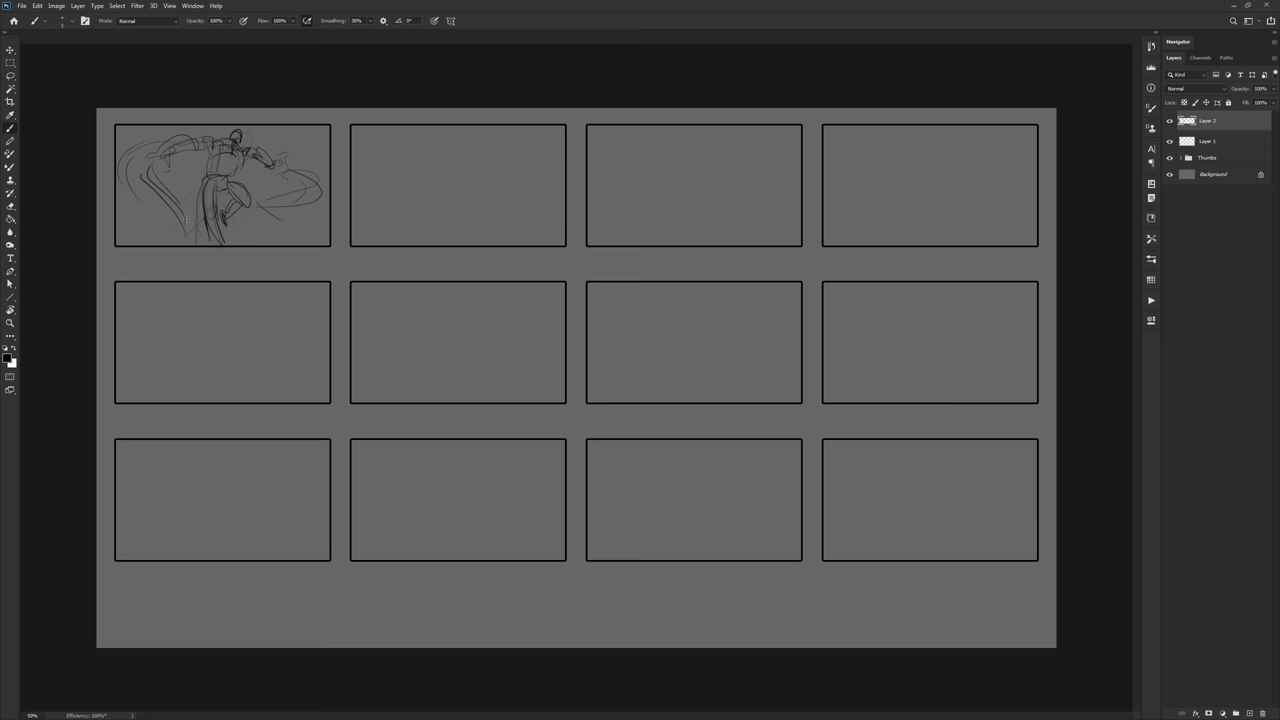 File Edit Image Layer Type Select Filter 3D View Window Help
Mode: Normal Opacity: 100% Flow: 100% Smoothing: 30% 0°
Navigator
Layers Channels Paths
Kind
Normal Opacity: 100%
Lock: Fill: 100%
Layer 2
Layer 1
Thumbs
Background
50% Efficiency: 100%*